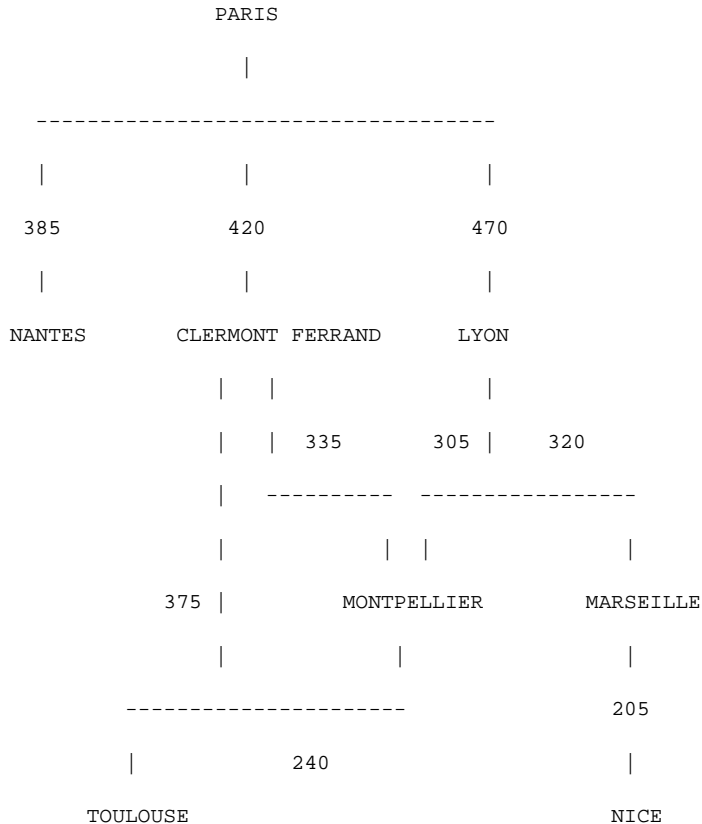 PARIS
385 420 470
NANTES CLERMONT FERRAND LYON
335 305 320
375 MONTPELLIER MARSEILLE
205
240
TOULOUSE NICE